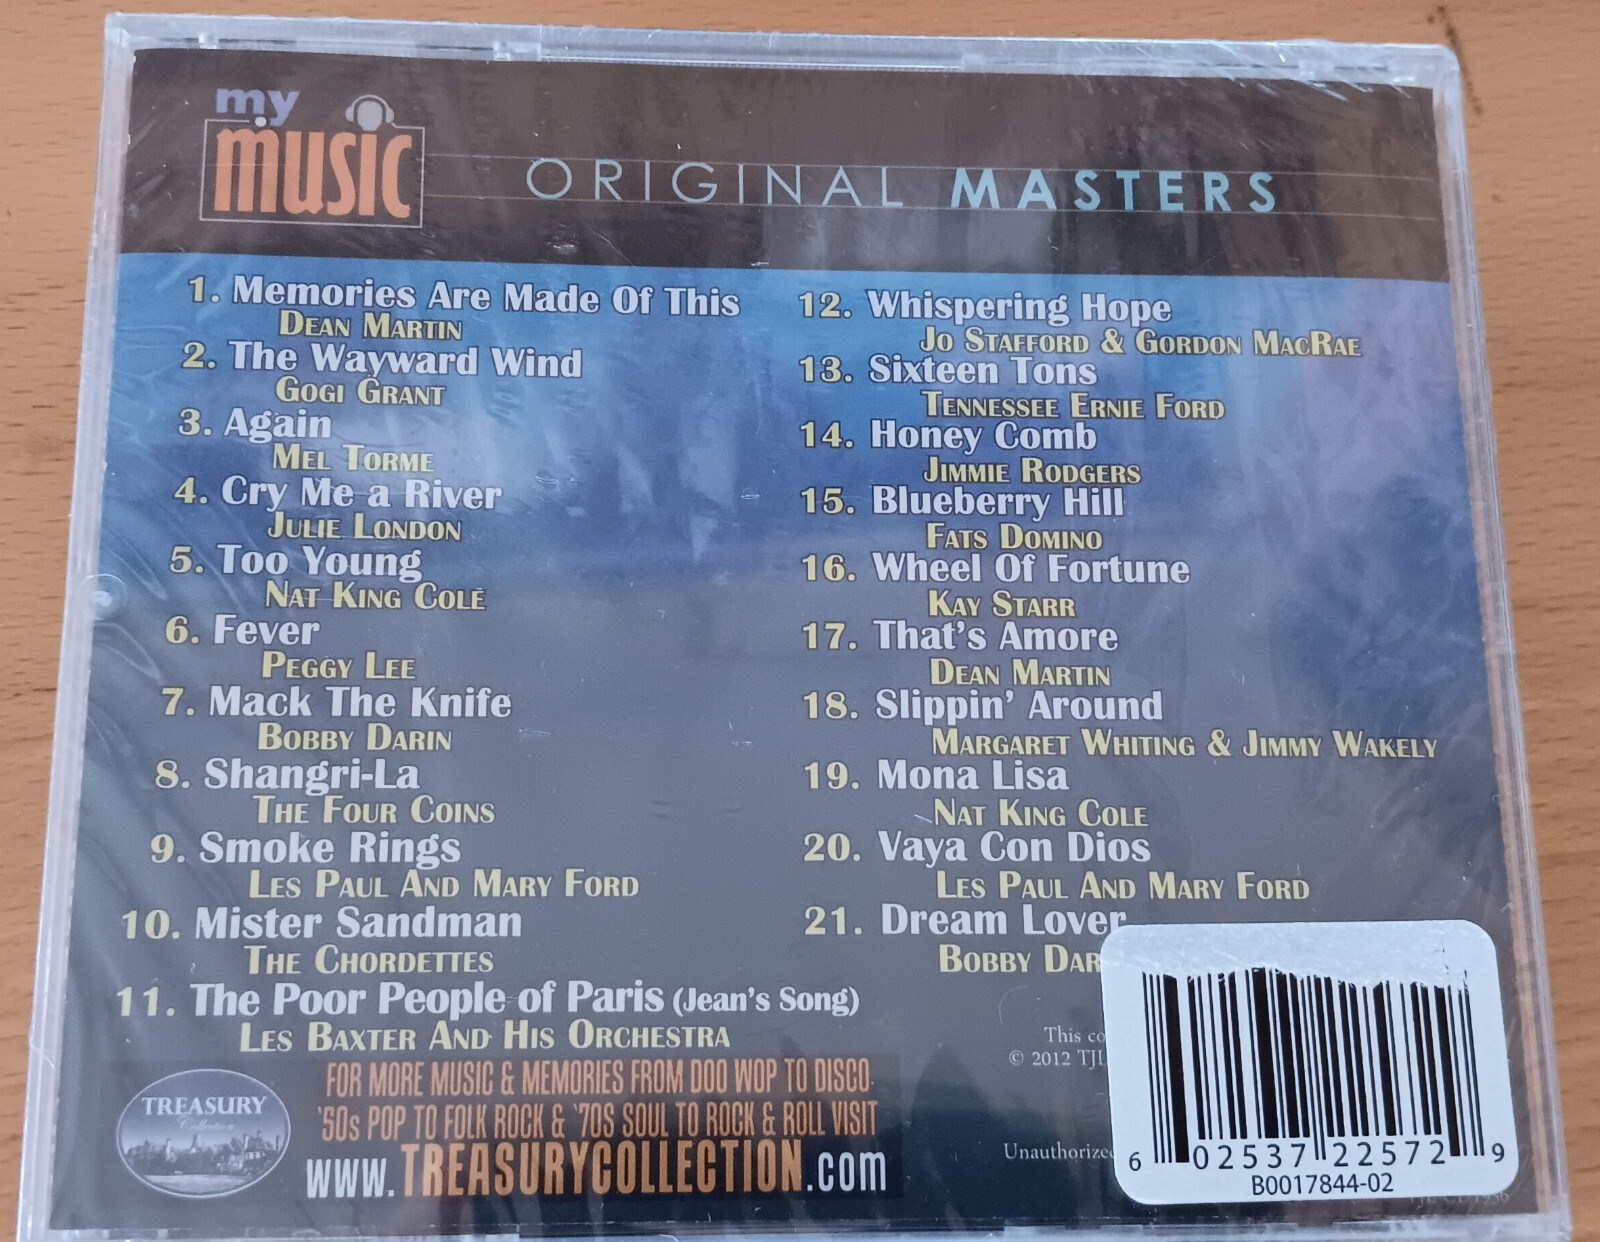 my
music
ORIGINAL MASTERS
1. Memories Are Made Of This
DEAN MARTIN
2. The Wayward Wind
GOGI GRANT
3. Again
MEL TORME
4. Cry Me a River
JULIE LONDON
5. Too Young
NAT KING COLE
6. Fever
PEGGY LEE
7. Mack The Knife
BOBBY DARIN
8. Shangri-La
THE FOUR COINS
9. Smoke Rings
LES PAUL AND MARY FORD
10. Mister Sandman
THE CHORDETTES
11. The Poor People of Paris (Jean's Song)
LES BAXTER AND HIS ORCHESTRA
12. Whispering Hope
JO STAFFORD & GORDON MACRAE
13. Sixteen Tons
TENNESSEE ERNIE FORD
14. Honey Comb
JIMMIE RODGERS
15. Blueberry Hill
FATS DOMINO
16. Wheel Of Fortune
KAY STARR
17. That's Amore
DEAN MARTIN
18. Slippin' Around
MARGARET WHITING & JIMMY WAKELY
19. Mona Lisa
NAT KING COLE
20. Vaya Con Dios
LES PAUL AND MARY FORD
21. Dream Lover
BOBBY DAR
TREASURY
Collection
FOR MORE MUSIC & MEMORIES FROM DOO WOP TO DISCO
'50s POP TO FOLK ROCK & '70S SOUL TO ROCK & ROLL VISIT
www.TREASURYCOLLECTION.com
This co
© 2012 TJL
Unauthorized
6 02537 22572 9
B0017844-02